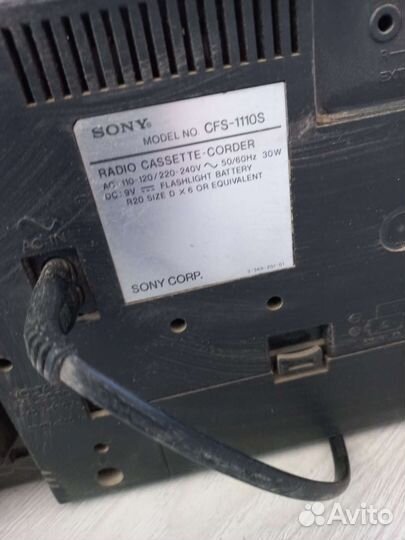 SONY®
MODEL NO. CFS-1110S
RADIO CASSETTE-CORDER
AC: 110-120/220-240V ~ 50/60Hz 30W
DC: 9V ⎓ FLASHLIGHT BATTERY
R20 SIZE D × 6 OR EQUIVALENT
SONY CORP.
AC IN
Avito